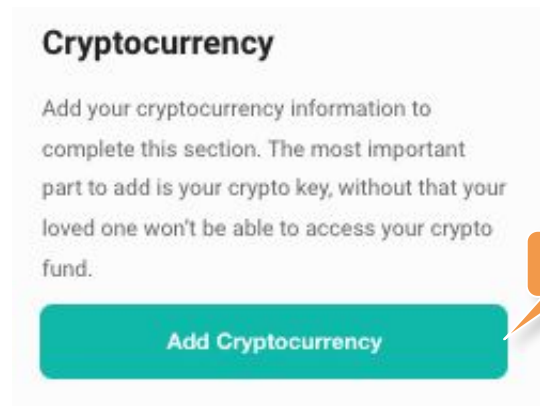 Cryptocurrency
Add your cryptocurrency information to
complete this section. The most important
part to add is your crypto key, without that your
loved one won't be able to access your crypto
fund.
Add Cryptocurrency